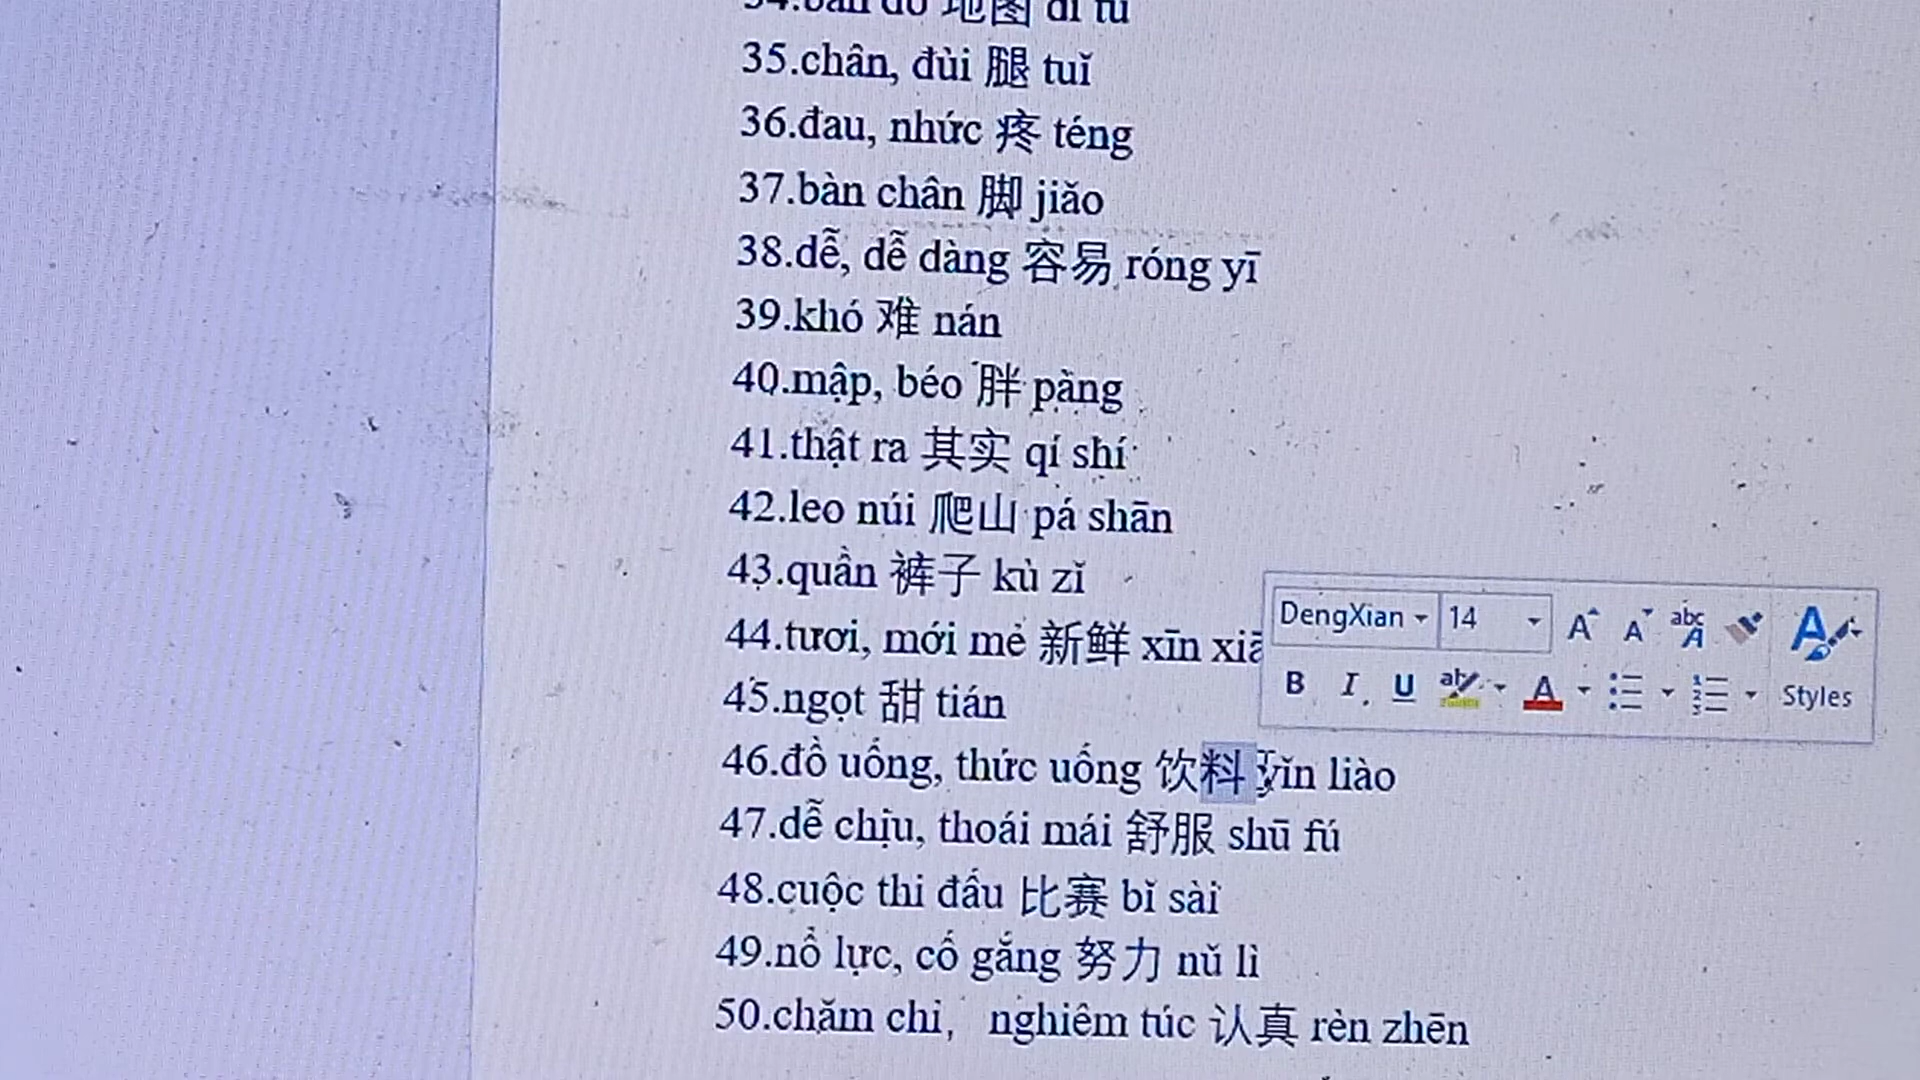 地图
35.chân, đùi 腿 tuǐ
36.đau, nhức 疼 téng
37.bàn chân 脚 jiǎo
38.dễ, dễ dàng 容易 róng yī
39.khó 难 nán
40.mập, béo 胖 pàng
41.thật ra 其实 qí shí
42.leo núi 爬山 pá shān
43.quần 裤子 kù zǐ
44.tươi, mới mẻ 新鲜 xīn
DengXian 14
Styles
45.ngọt 甜 tián
46.đồ uống, thức uống 饮料 yǐn liào
47.dễ chịu, thoái mái 舒服 shū fú
48.cuộc thi đấu 比赛 bǐ sài
49.nổ lực, cố gắng 努力 nǔ lì
50.chăm chỉ, nghiêm túc 认真 rèn zhēn